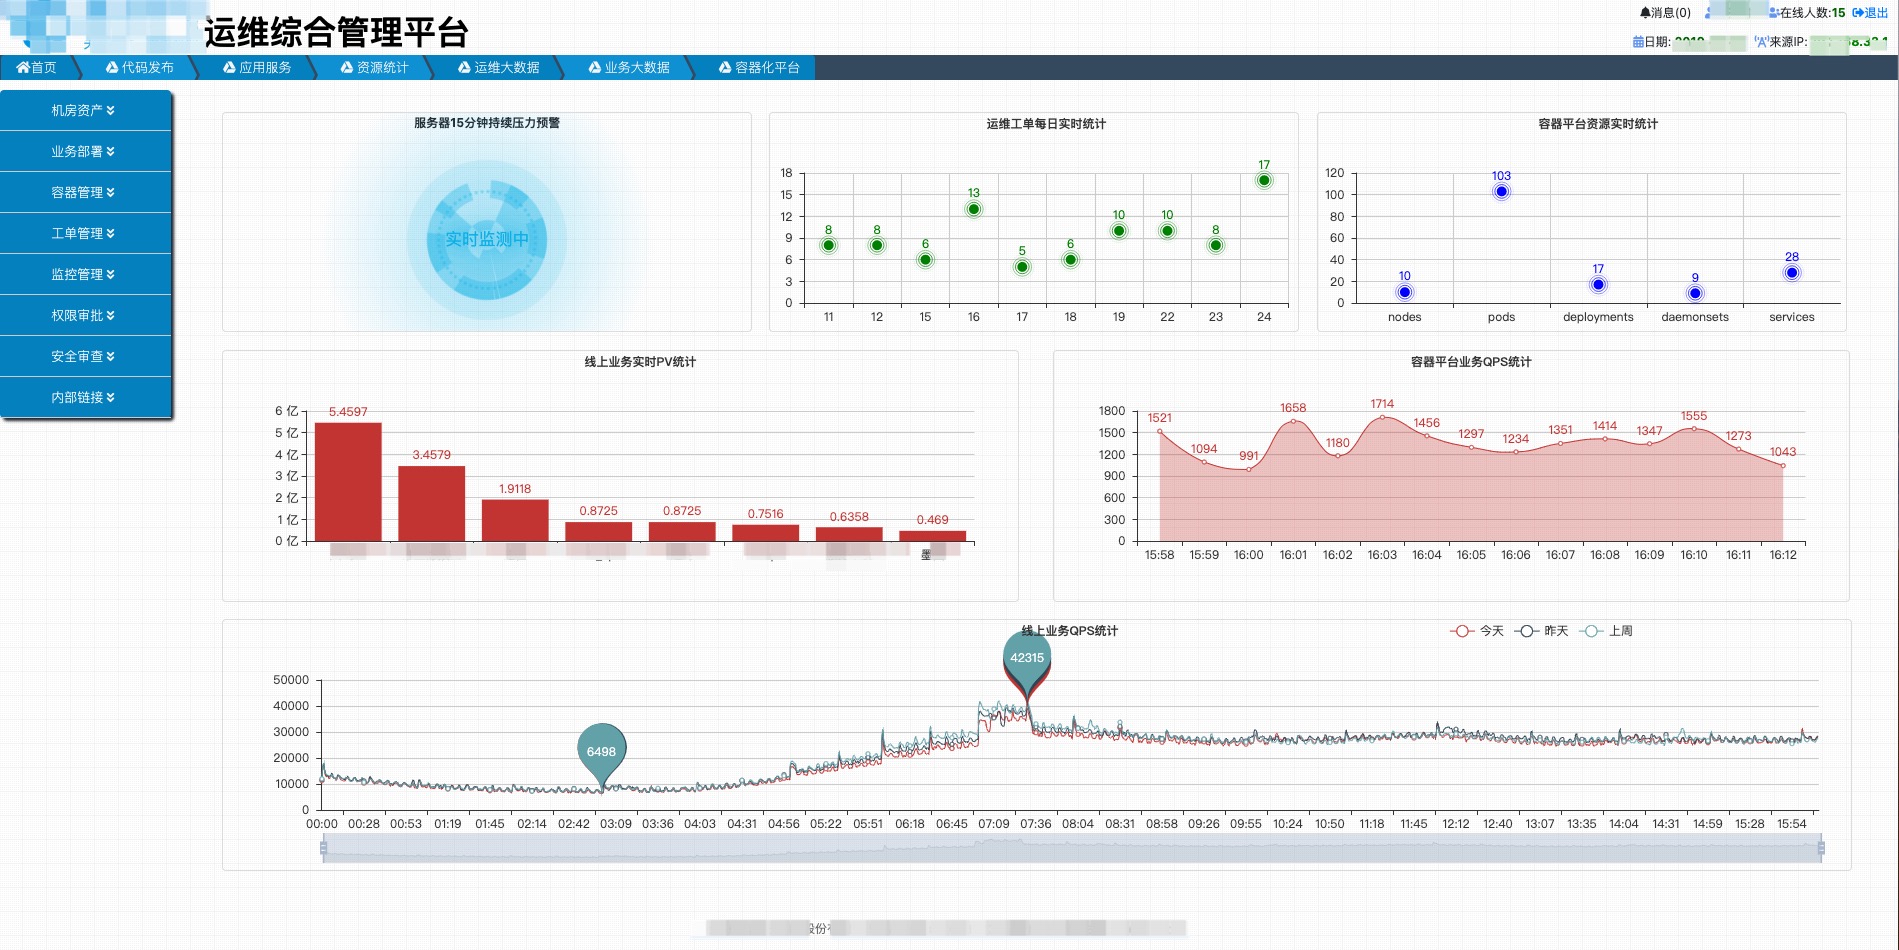 运维综合管理平台
消息(0)
在线人数:15 退出
日期:
来源IP:
首页 代码发布 应用服务 资源统计 运维大数据 业务大数据 容器化平台
机房资产
业务部署
容器管理
工单管理
监控管理
权限审批
安全审查
内部链接
服务器15分钟持续压力预警
实时监测中
运维工单每日实时统计
18
15
12
9
6
3
0
8 8 6 13 5 6 10 10 8 17
11 12 15 16 17 18 19 22 23 24
容器平台资源实时统计
120
100
80
60
40
20
0
10 103 17 9 28
nodes pods deployments daemonsets services
线上业务实时PV统计
6 亿
5 亿
4 亿
3 亿
2 亿
1 亿
0 亿
5.4597 3.4579 1.9118 0.8725 0.8725 0.7516 0.6358 0.469
墨
容器平台业务QPS统计
1800
1500
1200
900
600
300
0
1521 1094 991 1658 1180 1714 1456 1297 1234 1351 1414 1347 1555 1273 1043
15:58 15:59 16:00 16:01 16:02 16:03 16:04 16:05 16:06 16:07 16:08 16:09 16:10 16:11 16:12
线上业务QPS统计
今天 昨天 上周
50000
40000
30000
20000
10000
0
6498
42315
00:00 00:28 00:53 01:19 01:45 02:14 02:42 03:09 03:36 04:03 04:31 04:56 05:22 05:51 06:18 06:45 07:09 07:36 08:04 08:31 08:58 09:26 09:55 10:24 10:50 11:18 11:45 12:12 12:40 13:07 13:35 14:04 14:31 14:59 15:28 15:54
股份